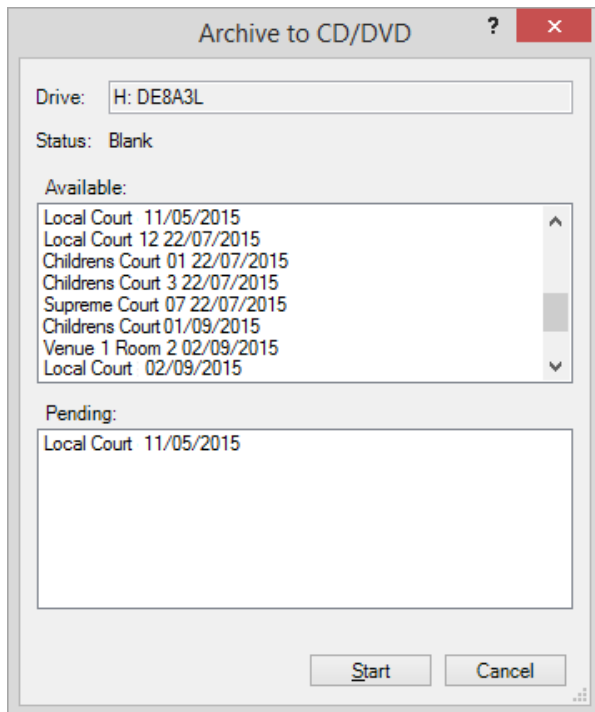 Archive to CD/DVD ?
Drive: H: DE8A3L
Status: Blank
Available:
Local Court 11/05/2015
Local Court 12 22/07/2015
Childrens Court 01 22/07/2015
Childrens Court 3 22/07/2015
Supreme Court 07 22/07/2015
Childrens Court 01/09/2015
Venue 1 Room 2 02/09/2015
Local Court 02/09/2015
Pending:
Local Court 11/05/2015
Start Cancel